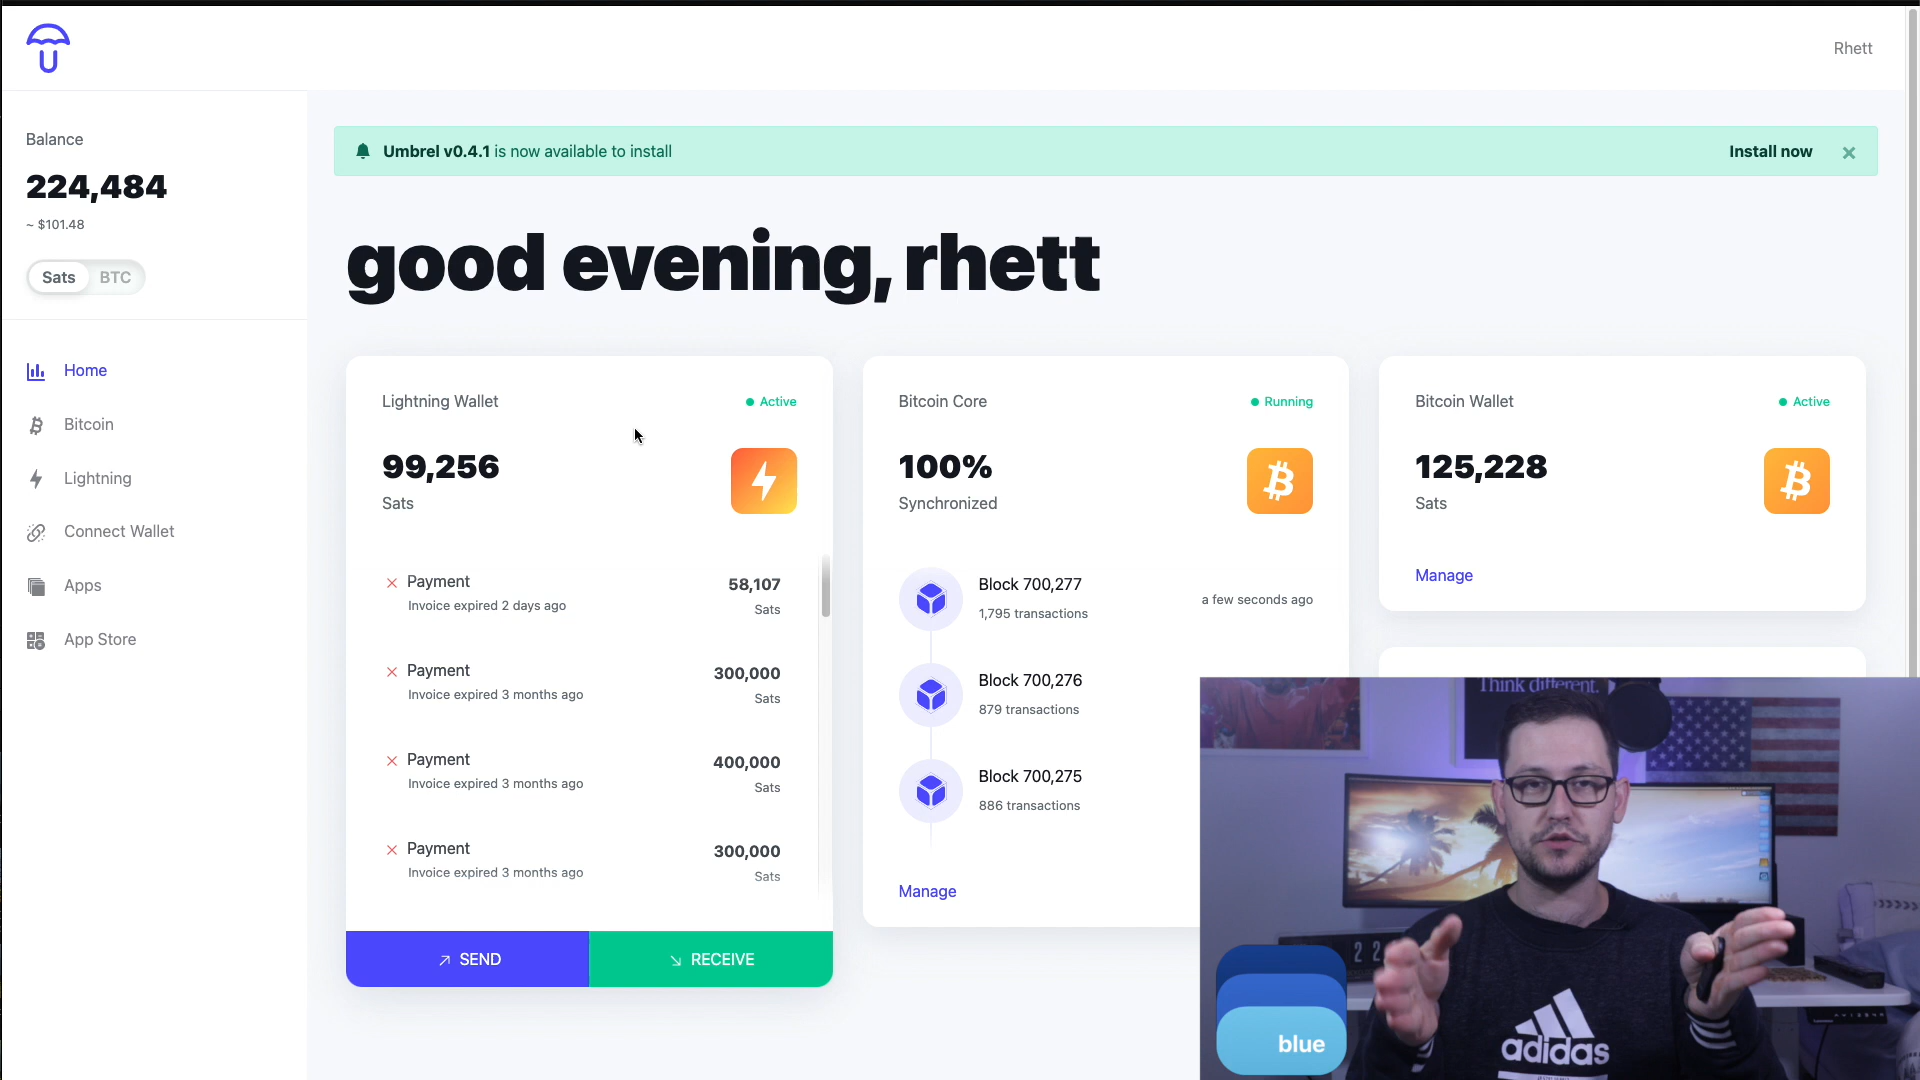 Rhett
Balance
224,484
~ $101.48
Sats BTC
Home
Bitcoin
Lightning
Connect Wallet
Apps
App Store
Umbrel v0.4.1 is now available to install
Install now
good evening, rhett
Lightning Wallet
Active
99,256
Sats
Payment
58,107
Invoice expired 2 days ago
Sats
Payment
300,000
Invoice expired 3 months ago
Sats
Payment
400,000
Invoice expired 3 months ago
Sats
Payment
300,000
Invoice expired 3 months ago
Sats
SEND
RECEIVE
Bitcoin Core
Running
100%
Synchronized
Block 700,277
1,795 transactions
a few seconds ago
Block 700,276
879 transactions
Block 700,275
886 transactions
Manage
Bitcoin Wallet
Active
125,228
Sats
Manage
Think different.
2 2
blue
adidas